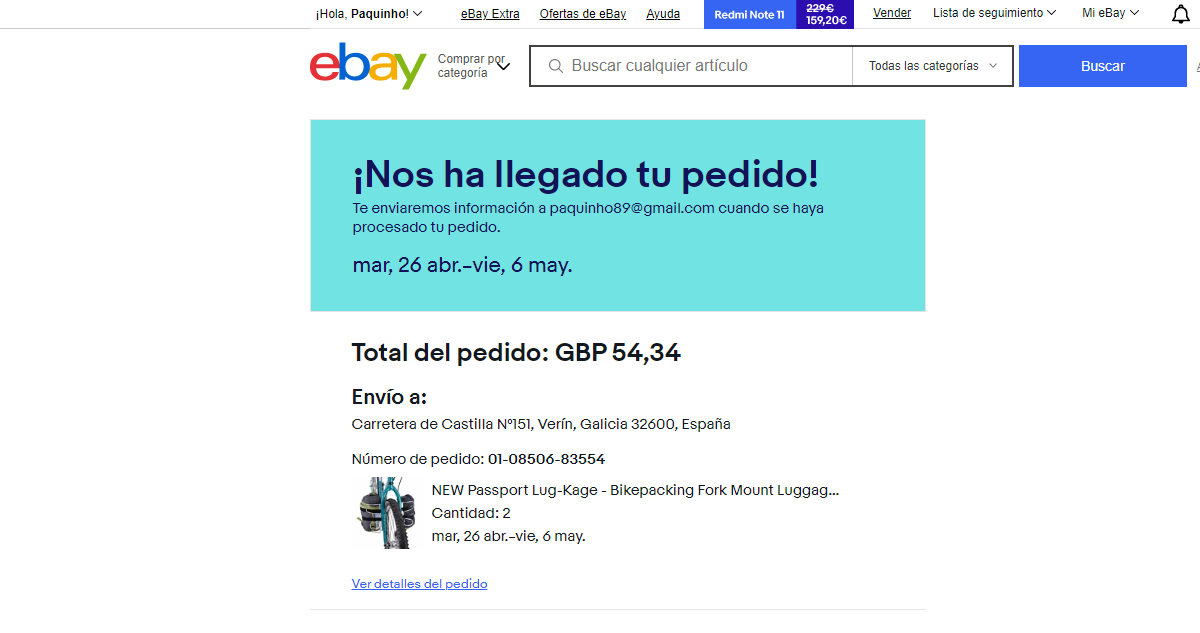 ¡Hola, Paquinho! eBay Extra Ofertas de eBay Ayuda Redmi Note 11 229€ 159,20€ Vender Lista de seguimiento Mi eBay
ebay Comprar por categoría Buscar cualquier artículo Todas las categorías Buscar
¡Nos ha llegado tu pedido!
Te enviaremos información a paquinho89@gmail.com cuando se haya
procesado tu pedido.
mar, 26 abr.–vie, 6 may.
Total del pedido: GBP 54,34
Envío a:
Carretera de Castilla Nº151, Verín, Galicia 32600, España
Número de pedido: 01-08506-83554
NEW Passport Lug-Kage - Bikepacking Fork Mount Luggag...
Cantidad: 2
mar, 26 abr.–vie, 6 may.
Ver detalles del pedido